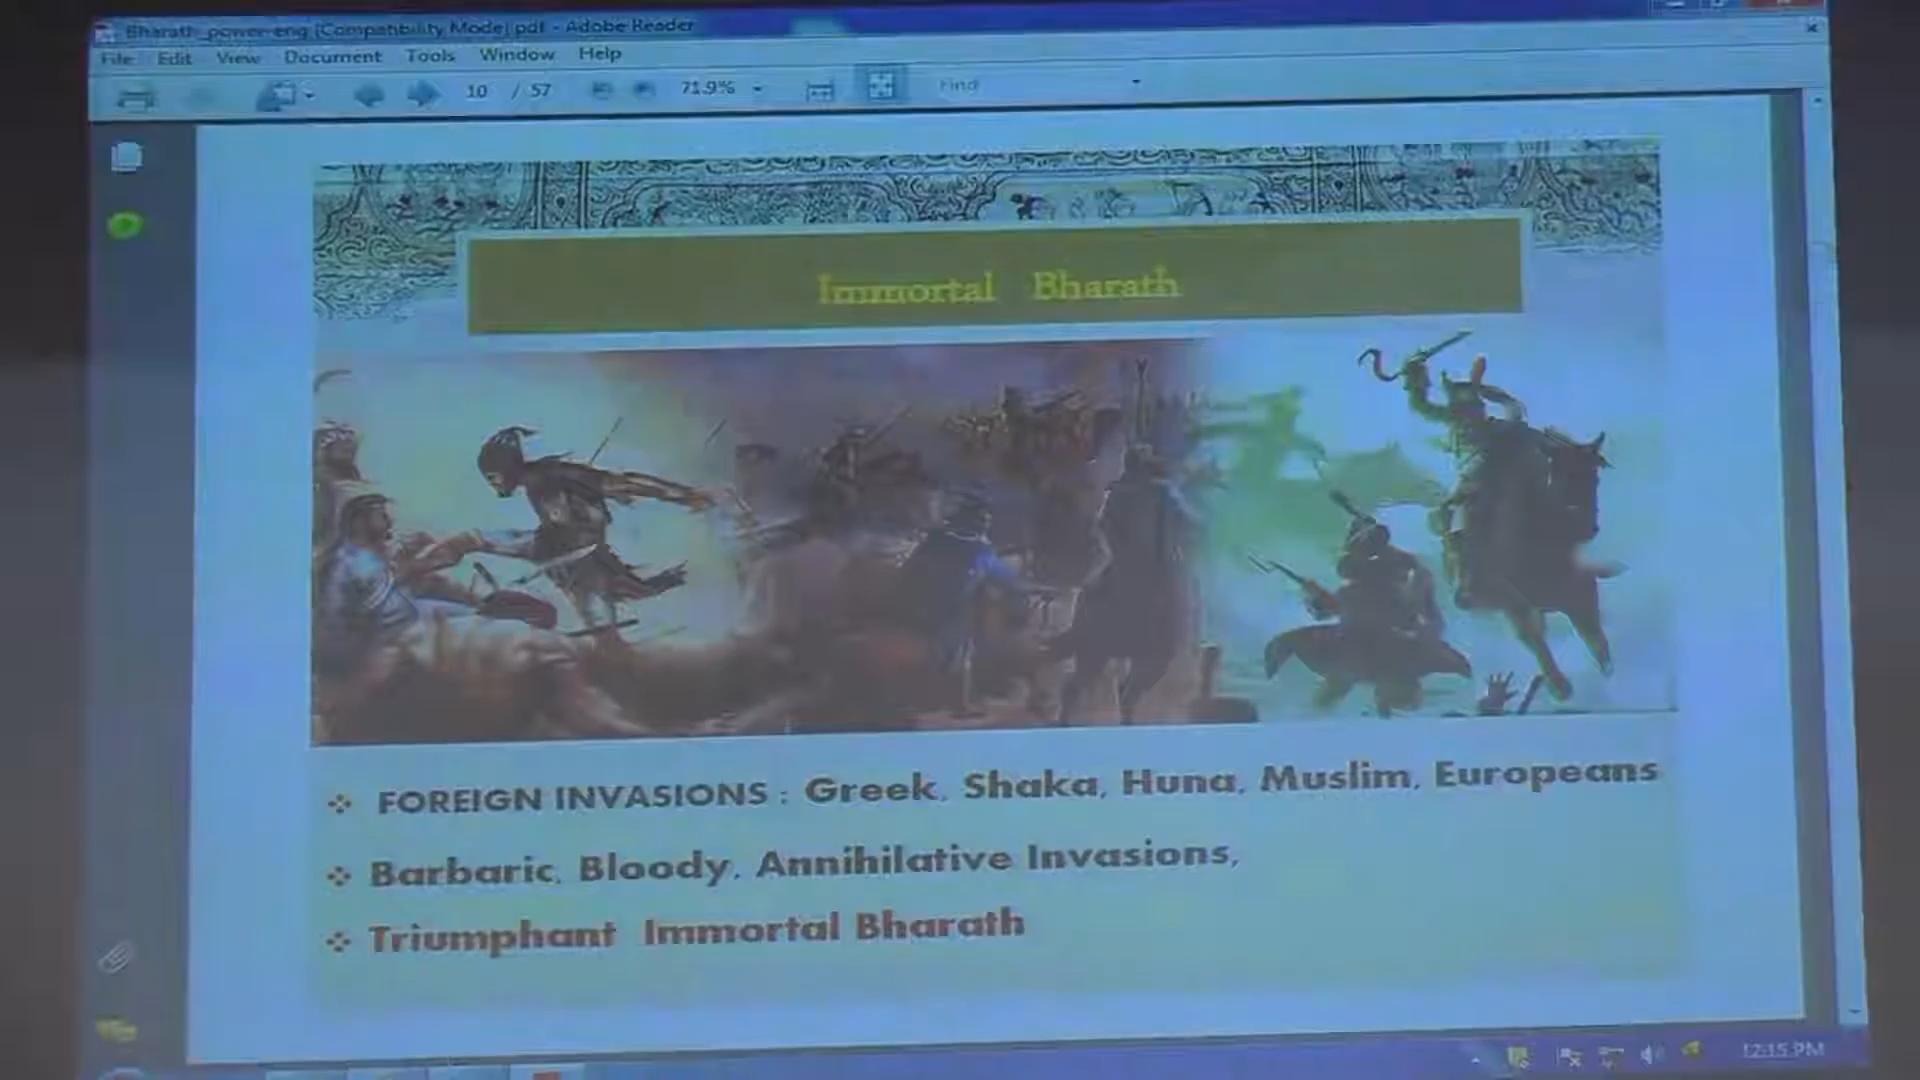 Bharath_power-eng [Compatibility Mode].pdf - Adobe Reader
File Edit View Document Tools Window Help
10 / 57 71.9% Find
Immortal Bharath
FOREIGN INVASIONS : Greek, Shaka, Huna, Muslim, Europeans
Barbaric, Bloody, Annihilative Invasions,
Triumphant Immortal Bharath
12:15 PM